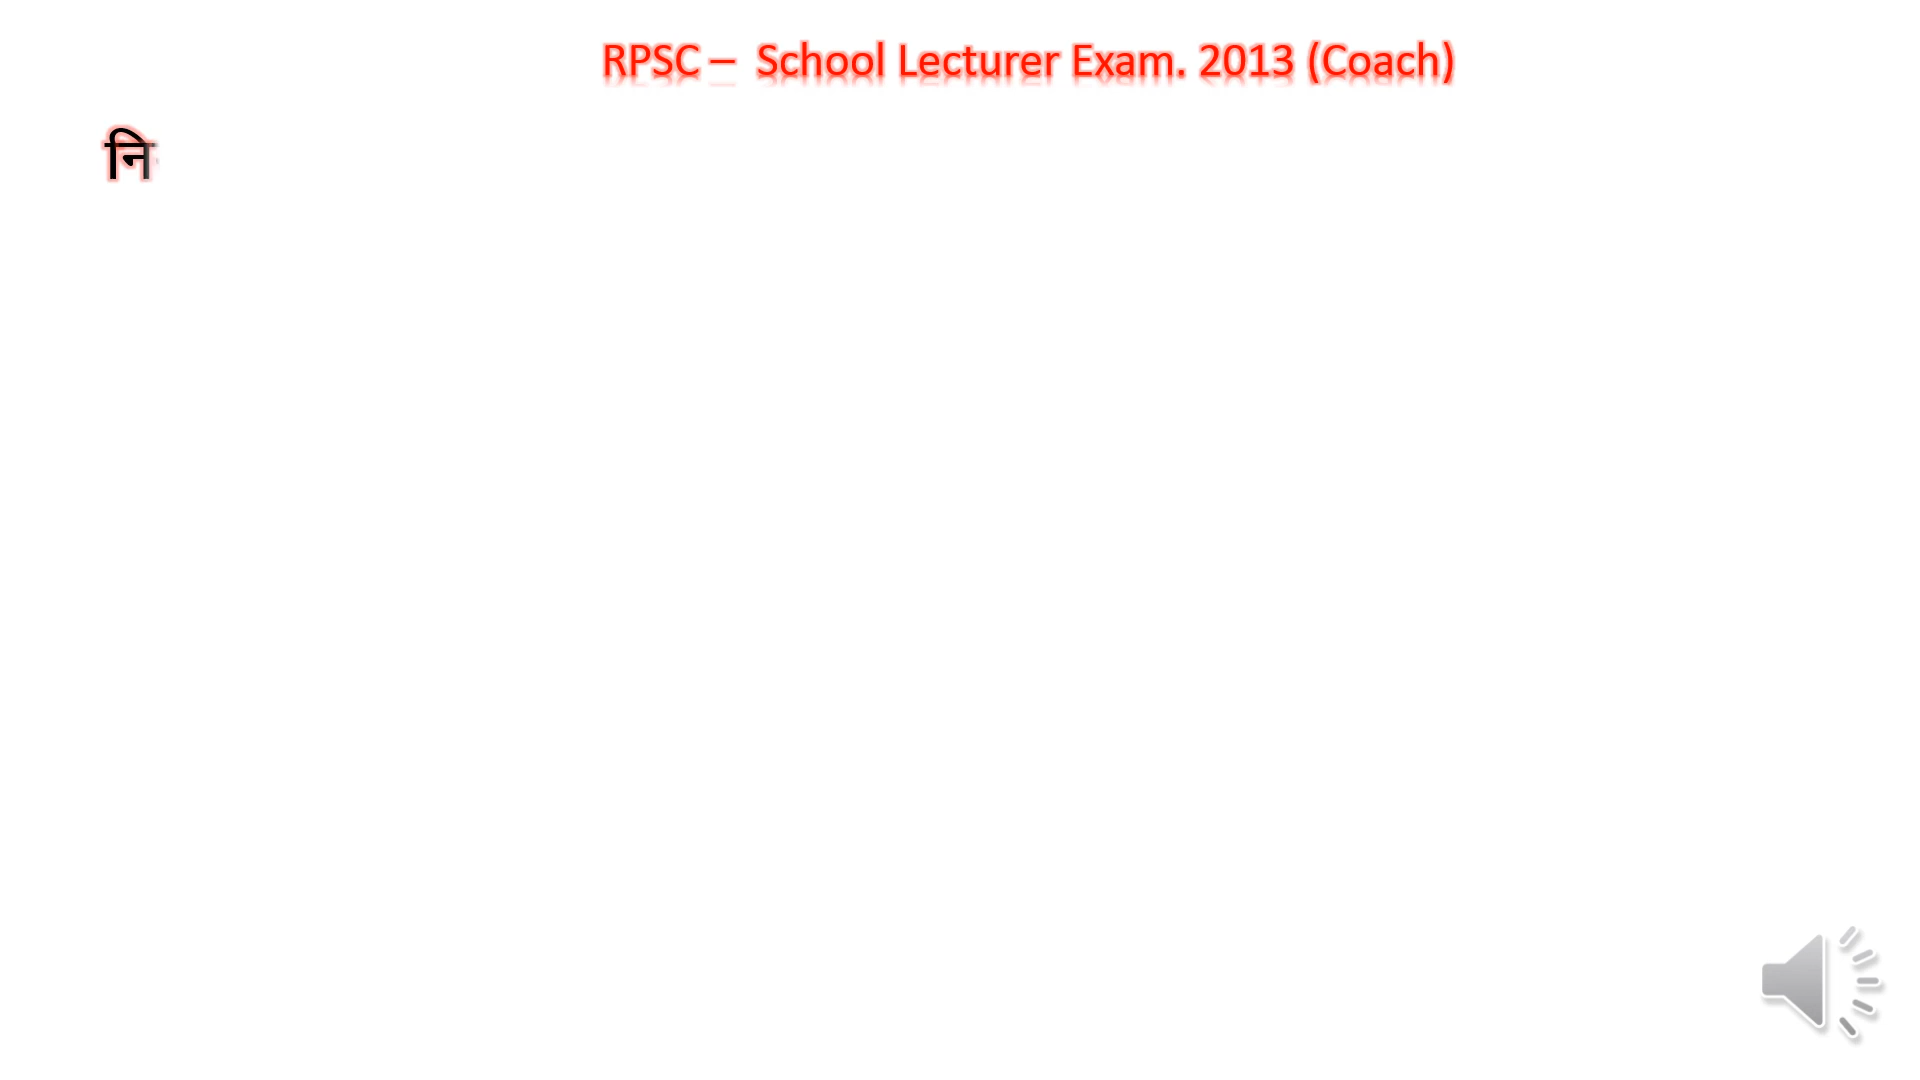 RPSC – School Lecturer Exam. 2013 (Coach)
नि